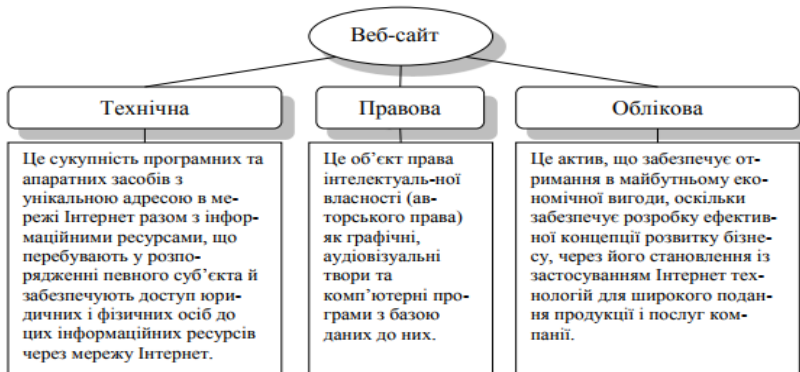 Веб-сайт
Технічна
Це сукупність програмних та
апаратних засобів з
унікальною адресою в ме-
режі Інтернет разом з інфор-
маційними ресурсами, що
перебувають у розпо-
рядженні певного суб’єкта й
забезпечують доступ юри-
дичних і фізичних осіб до
цих інформаційних ресурсів
через мережу Інтернет.
Правова
Це об’єкт права
інтелектуаль-ної
власності (ав-
торського права)
як графічні,
аудіовізуальні
твори та
комп’ютерні про-
грами з базою
даних до них.
Облікова
Це актив, що забезпечує от-
римання в майбутньому еко-
номічної вигоди, оскільки
забезпечує розробку ефектив-
ної концепції розвитку бізне-
су, через його становлення із
застосуванням Інтернет тех-
нологій для широкого подан-
ня продукції і послуг ком-
панії.